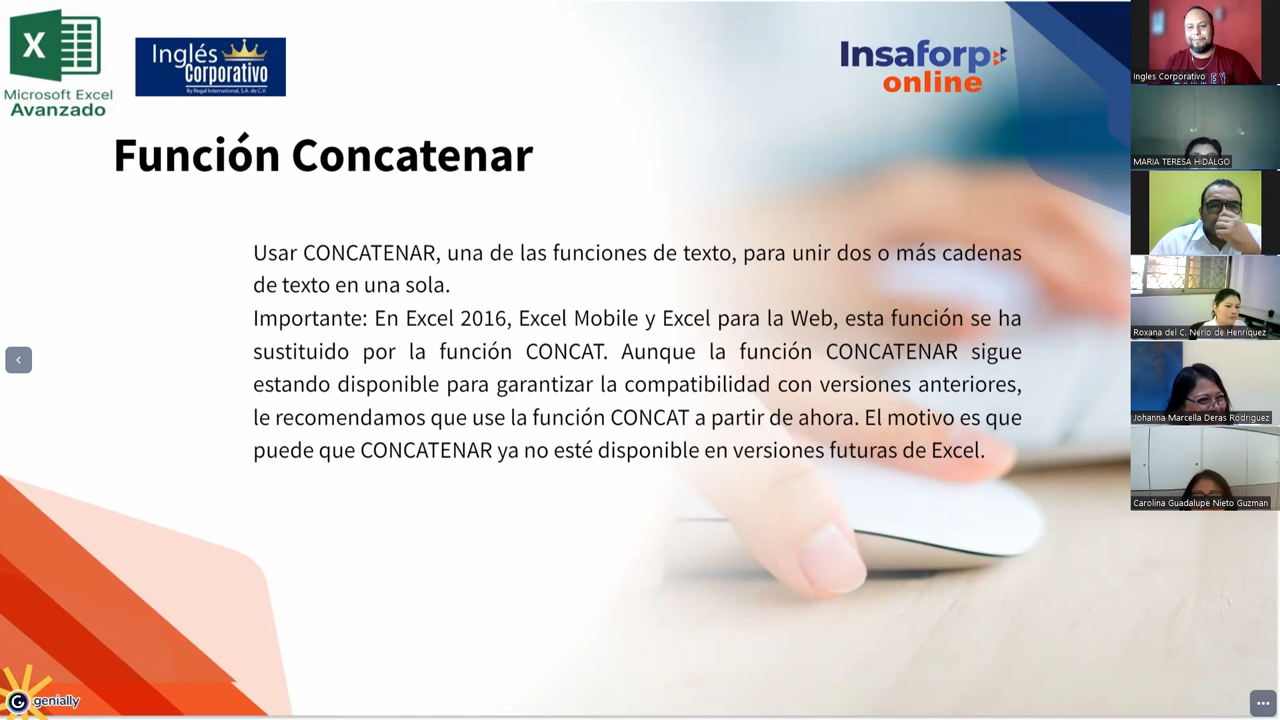 Microsoft Excel
Avanzado
Inglés
Corporativo
By Regal International, S.A. de C.V.
Insaforp
online
Función Concatenar
Usar CONCATENAR, una de las funciones de texto, para unir dos o más cadenas
de texto en una sola.
Importante: En Excel 2016, Excel Mobile y Excel para la Web, esta función se ha
sustituido por la función CONCAT. Aunque la función CONCATENAR sigue
estando disponible para garantizar la compatibilidad con versiones anteriores,
le recomendamos que use la función CONCAT a partir de ahora. El motivo es que
puede que CONCATENAR ya no esté disponible en versiones futuras de Excel.
genially
Ingles Corporativo
MARIA TERESA HIDALGO
Roxana del C. Nerio de Henríquez
Johanna Marcella Deras Rodriguez
Carolina Guadalupe Nieto Guzman